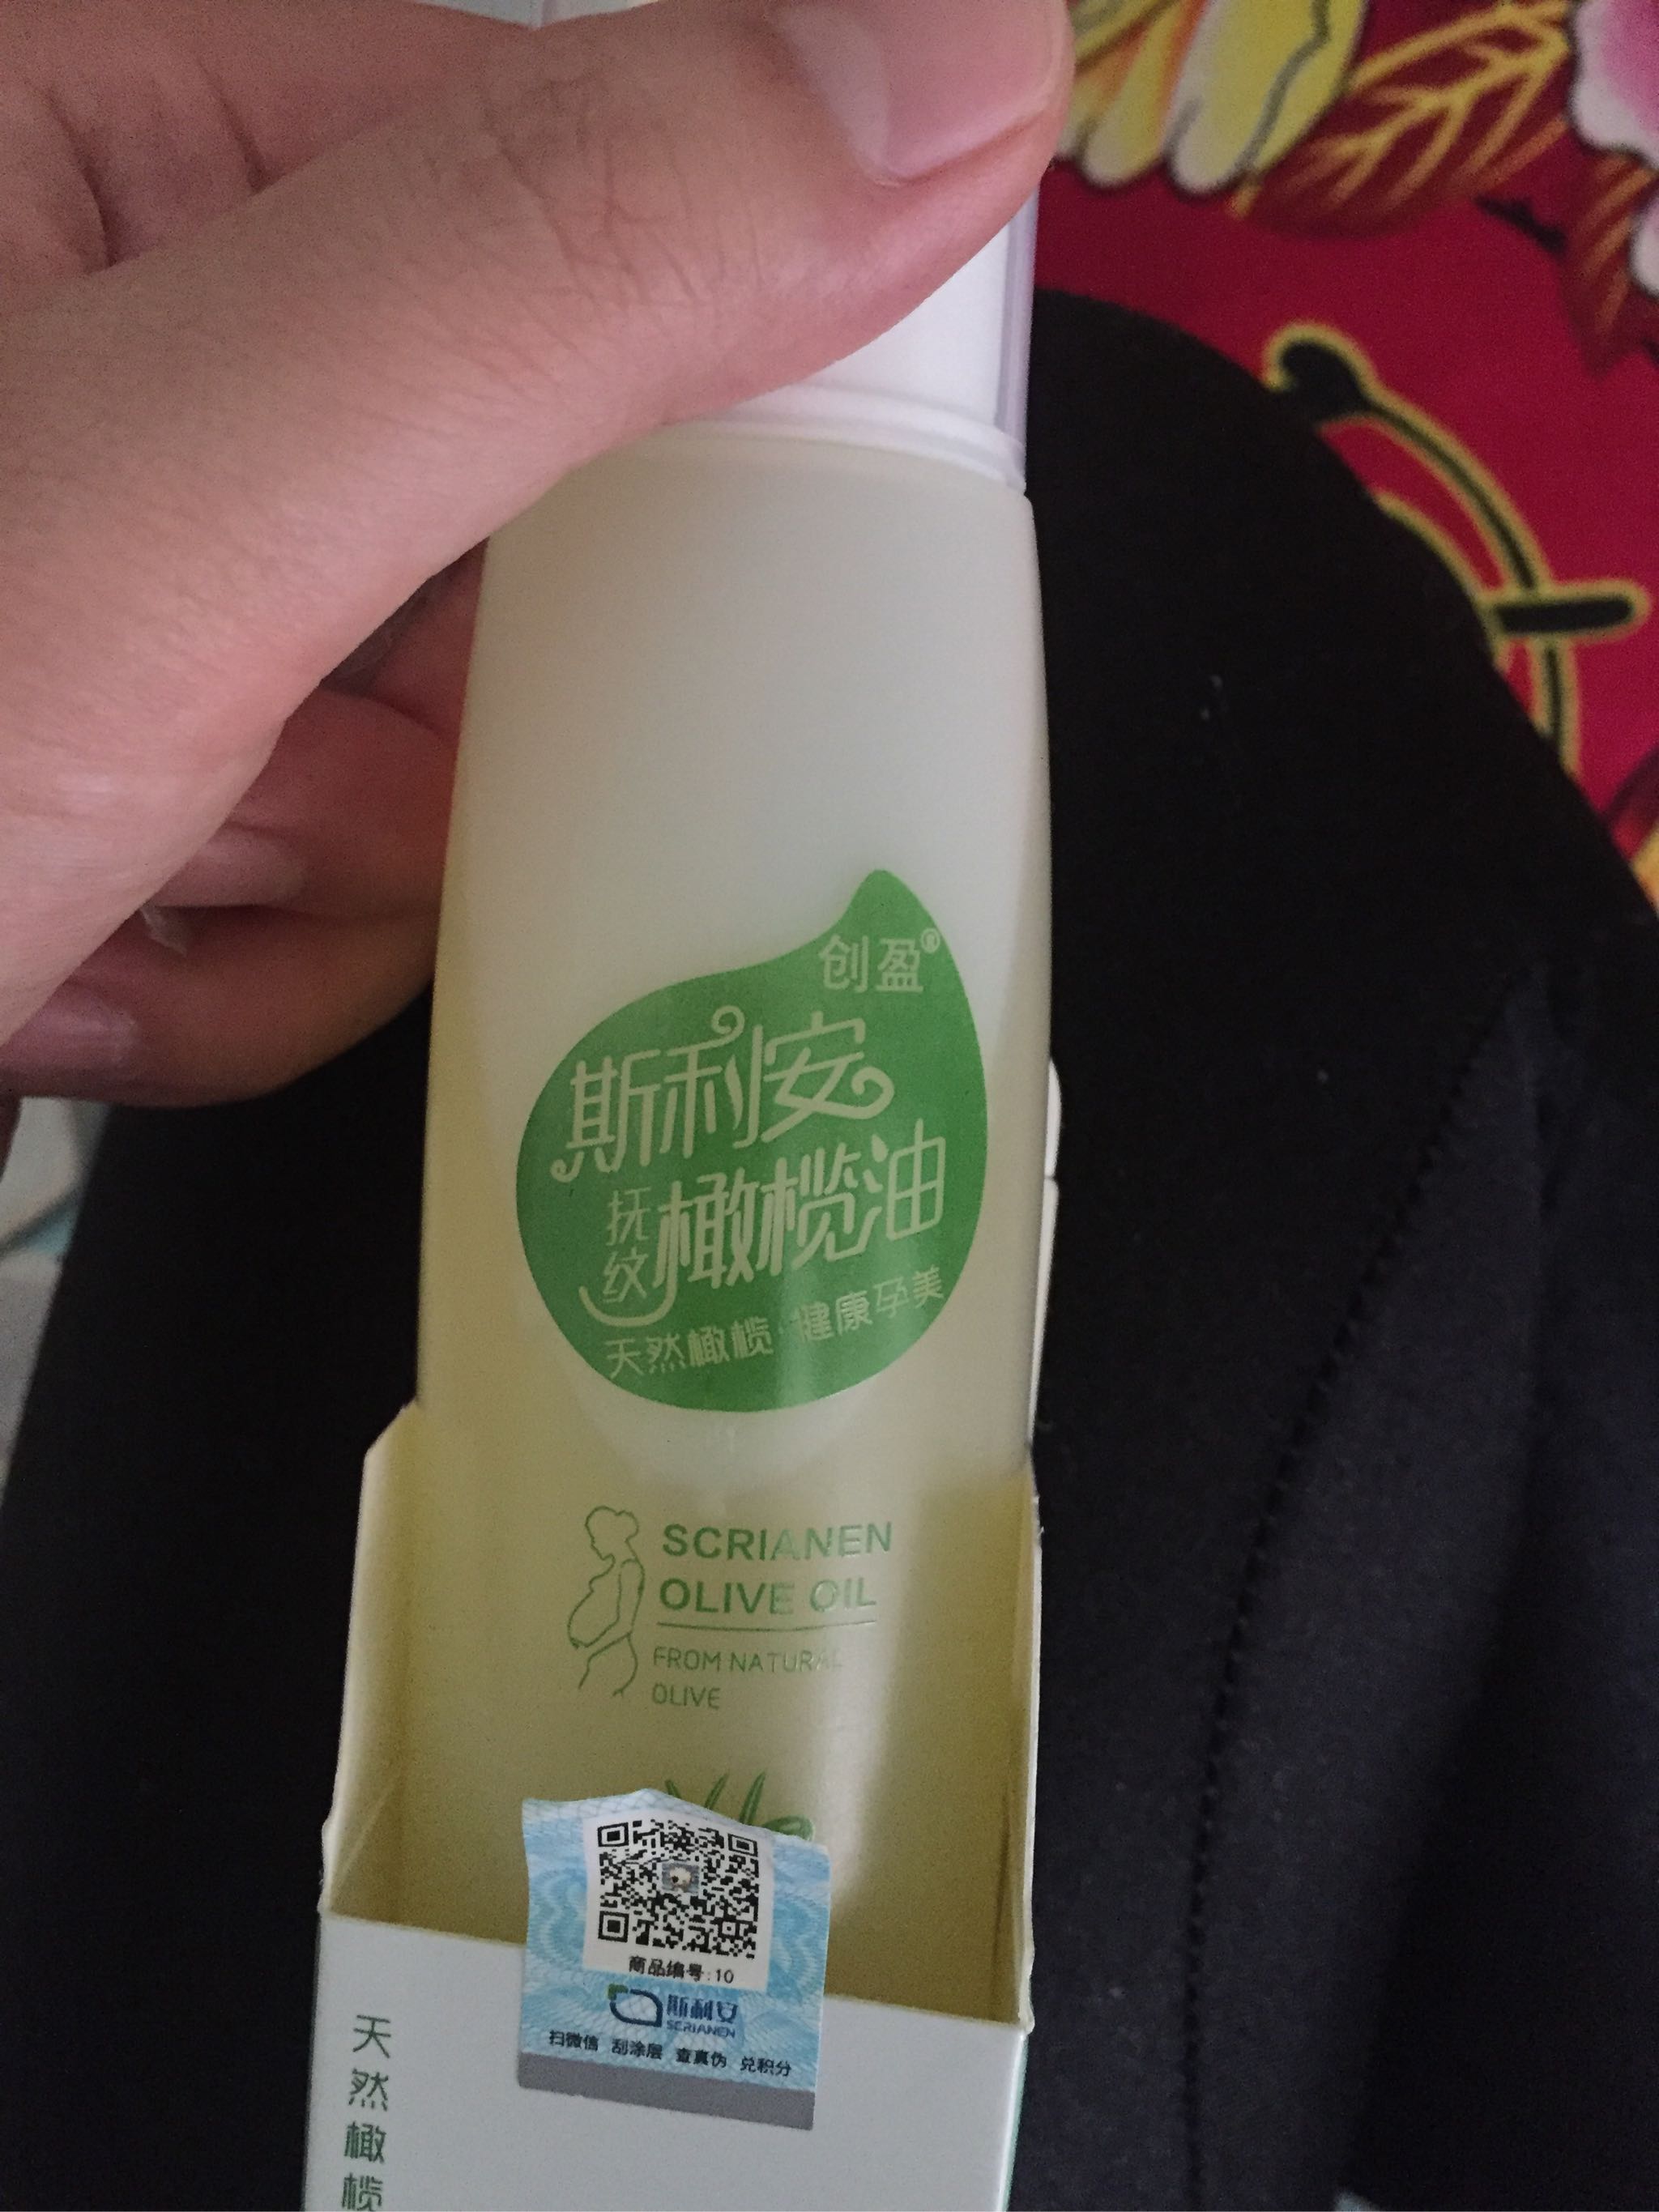 创盈®
斯利安
抚纹橄榄油
天然橄榄·健康孕美
SCRIANEN
OLIVE OIL
FROM NATURAL
OLIVE
商品编号:10
斯利安
SCRIANEN
扫微信 刮涂层 查真伪 兑积分
天然橄榄